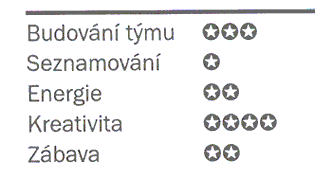 Budování týmu ✪✪✪
Seznamování ✪
Energie ✪✪
Kreativita ✪✪✪✪
Zábava ✪✪